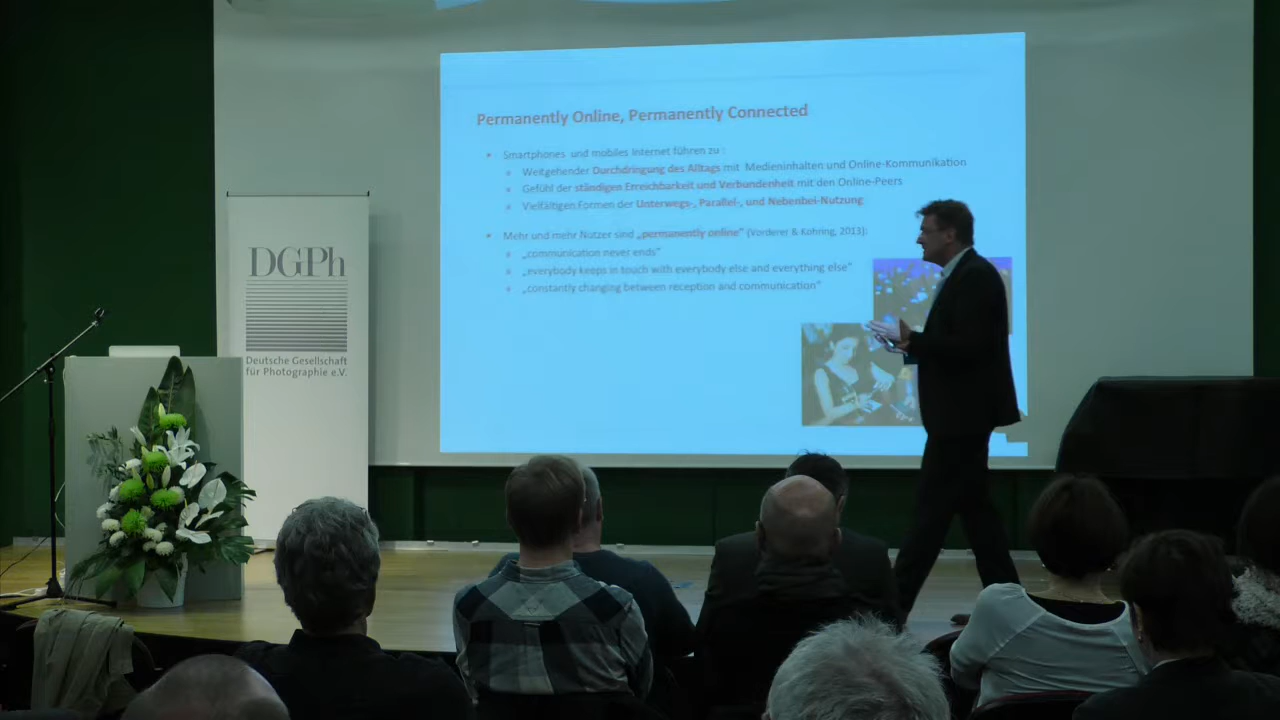 Permanently Online, Permanently Connected
Smartphones und mobiles Internet führen zu :
Weitgehender Durchdringung des Alltags mit Medieninhalten und Online-Kommunikation
Gefühl der ständigen Erreichbarkeit und Verbundenheit mit den Online-Peers
Vielfältigen Formen der Unterwegs-, Parallel-, und Nebenbei-Nutzung
Mehr und mehr Nutzer sind „permanently online" (Vorderer & Kohring, 2013):
„communication never ends"
„everybody keeps in touch with everybody else and everything else"
„constantly changing between reception and communication"
DGPh
Deutsche Gesellschaft
für Photographie e.V.